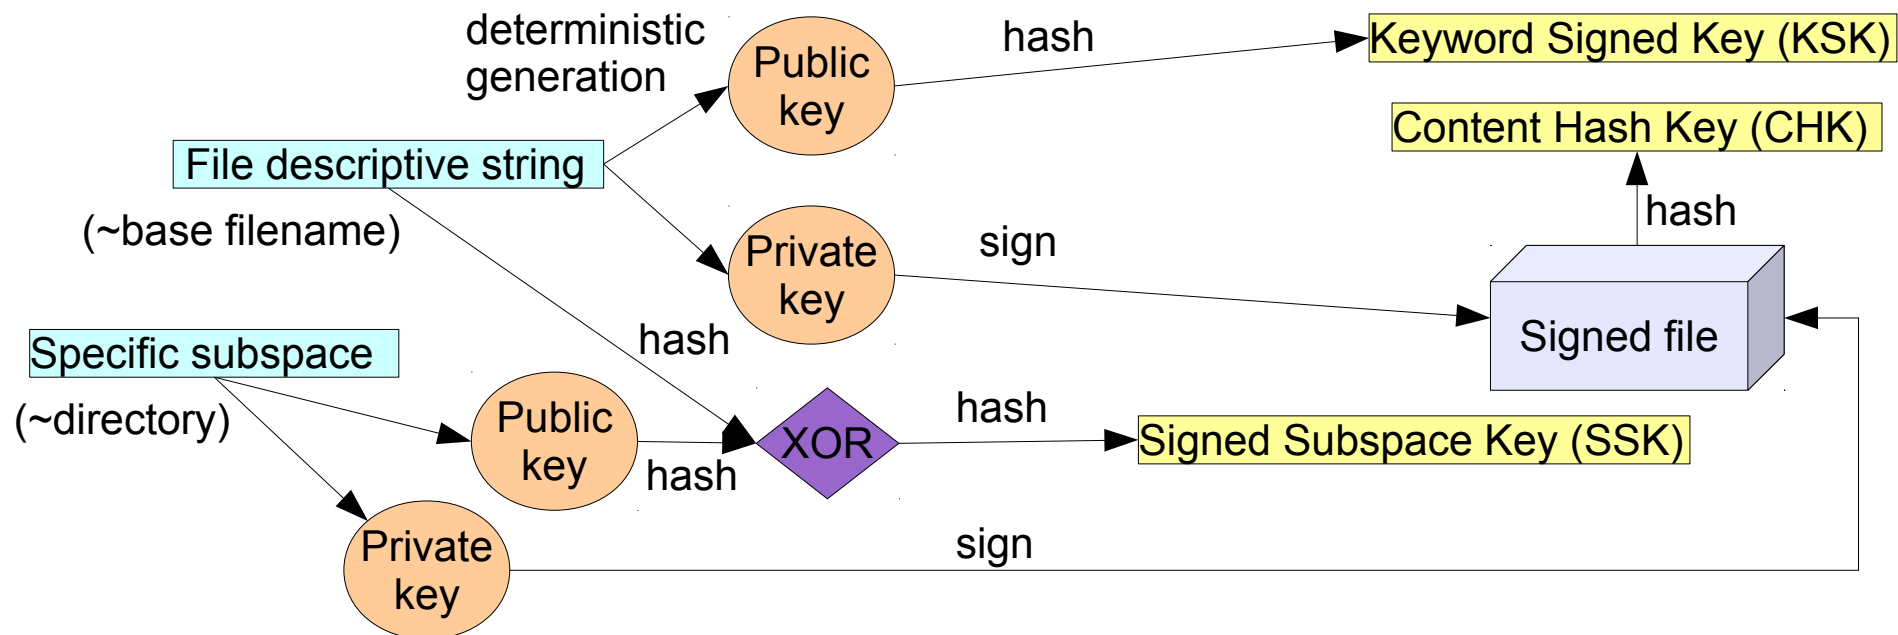 deterministic
generation
Public
key
hash
Keyword Signed Key (KSK)
Content Hash Key (CHK)
File descriptive string
(~base filename)
hash
Private
key
sign
Signed file
hash
Specific subspace
(~directory)
Public
key
hash
XOR
hash
Signed Subspace Key (SSK)
Private
key
sign